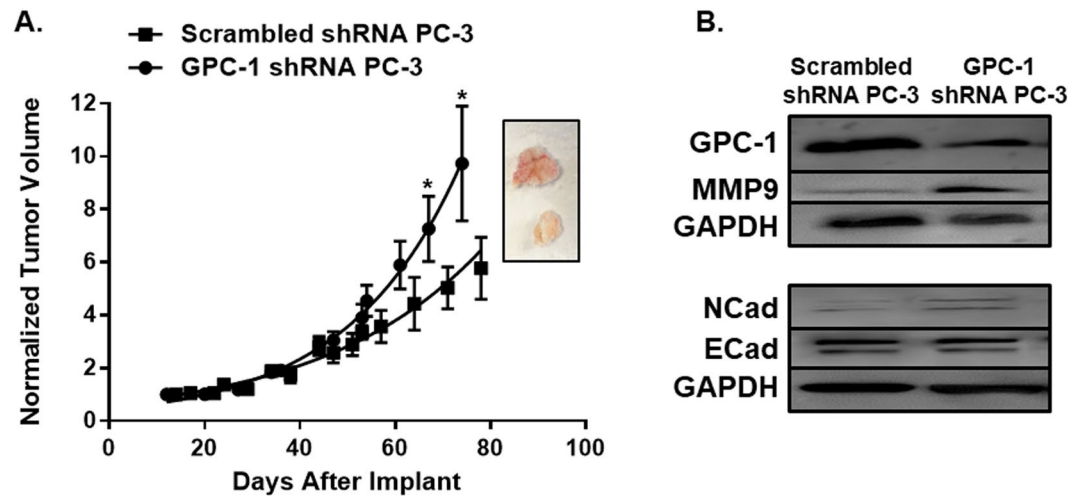 A.
Scrambled shRNA PC-3
GPC-1 shRNA PC-3
Normalized Tumor Volume
12
10
8
6
4
2
0
* 
*
0 20 40 60 80 100
Days After Implant
B.
Scrambled GPC-1
shRNA PC-3 shRNA PC-3
GPC-1
MMP9
GAPDH
NCad
ECad
GAPDH